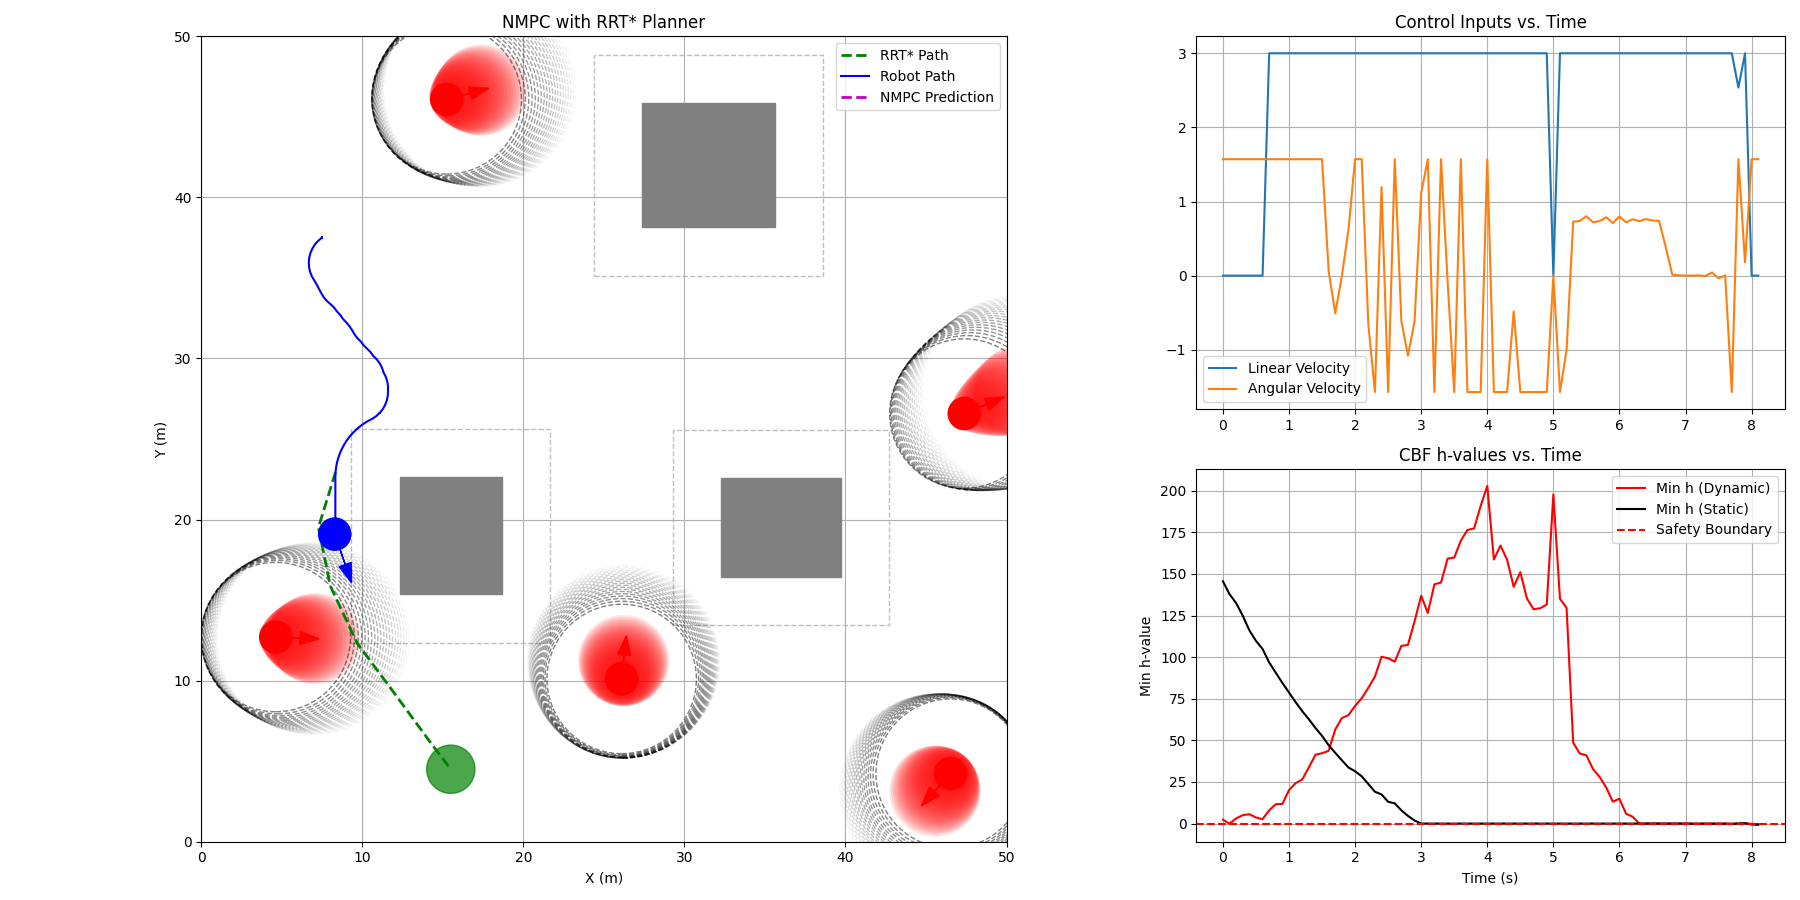 NMPC with RRT* Planner
50
40
30
20
10
0
Y (m)
RRT* Path
Robot Path
NMPC Prediction
0 10 20 30 40 50
X (m)
Control Inputs vs. Time
3
2
1
0
−1
Linear Velocity
Angular Velocity
0 1 2 3 4 5 6 7 8
CBF h-values vs. Time
200
175
150
125
100
75
50
25
0
Min h-value
Min h (Dynamic)
Min h (Static)
Safety Boundary
0 1 2 3 4 5 6 7 8
Time (s)